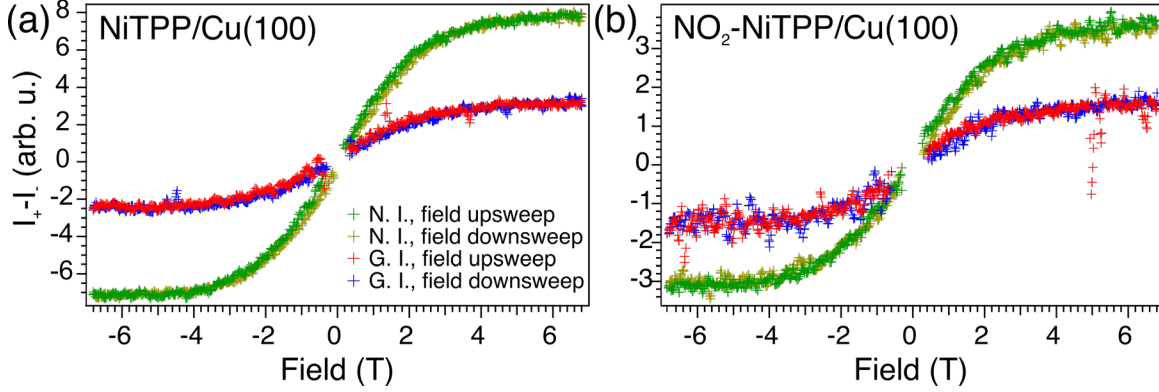 (a) NiTPP/Cu(100)
I₊-I₋ (arb. u.)
8
6
4
2
0
-2
-4
-6
N. I., field upsweep
N. I., field downsweep
G. I., field upsweep
G. I., field downsweep
-6 -4 -2 0 2 4 6
Field (T)
(b) NO₂-NiTPP/Cu(100)
3
2
1
0
-1
-2
-3
-6 -4 -2 0 2 4 6
Field (T)